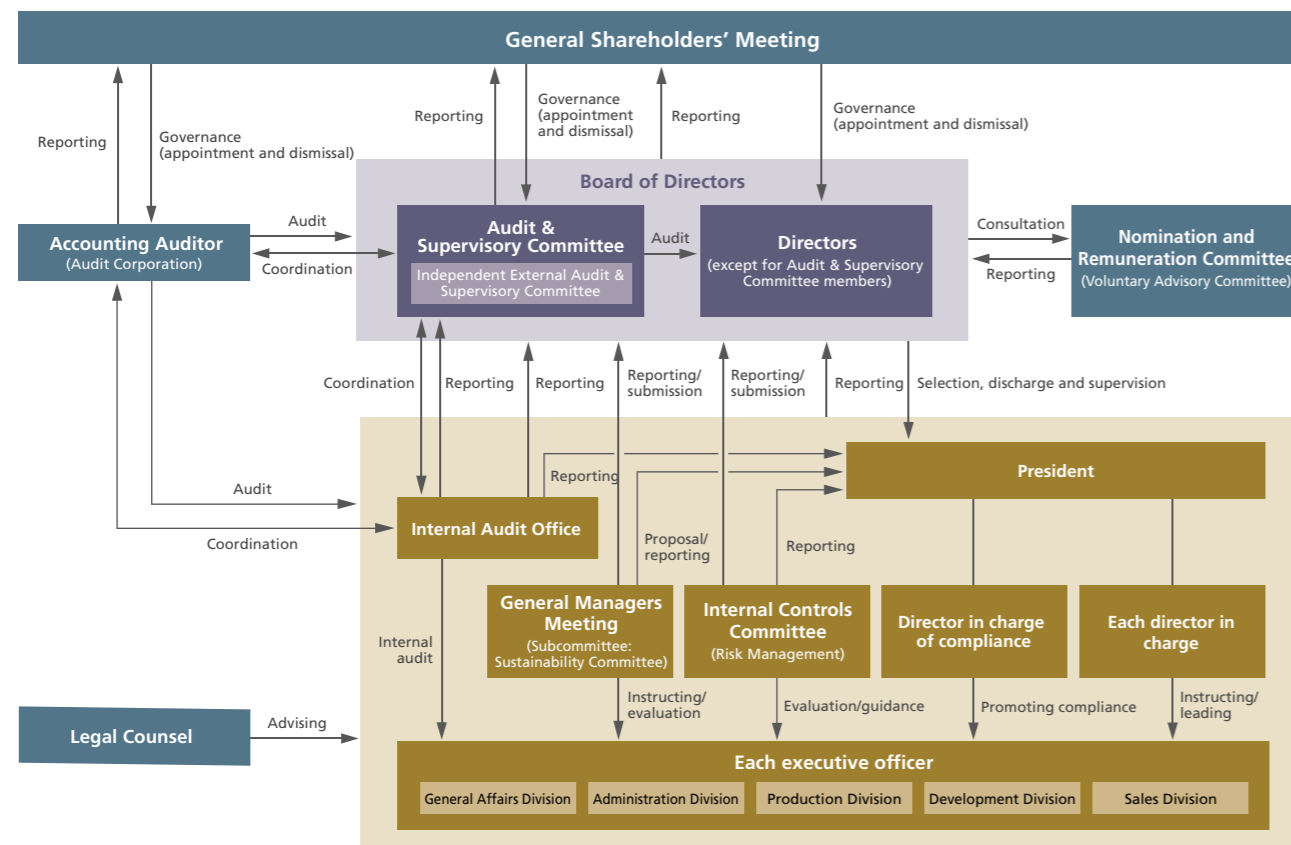 General Shareholders’ Meeting
Reporting
Governance
(appointment and dismissal)
Reporting
Governance
(appointment
and dismissal)
Reporting
Governance
(appointment and dismissal)
Board of Directors
Accounting Auditor
(Audit Corporation)
Audit
Coordination
Audit &
Supervisory Committee
Independent External Audit &
Supervisory Committee
Audit
Directors
(except for Audit & Supervisory
Committee members)
Consultation
Reporting
Nomination and
Remuneration Committee
(Voluntary Advisory Committee)
Coordination
Reporting
Reporting
Reporting/
submission
Reporting/
submission
Reporting
Selection, discharge and supervision
President
Reporting
Audit
Coordination
Internal Audit Office
Proposal/
reporting
Reporting
General Managers
Meeting
(Subcommittee:
Sustainability Committee)
Internal Controls
Committee
(Risk Management)
Director in charge
of compliance
Each director in
charge
Internal
audit
Instructing/
evaluation
Evaluation/guidance
Promoting compliance
Instructing/
leading
Legal Counsel
Advising
Each executive officer
General Affairs Division
Administration Division
Production Division
Development Division
Sales Division